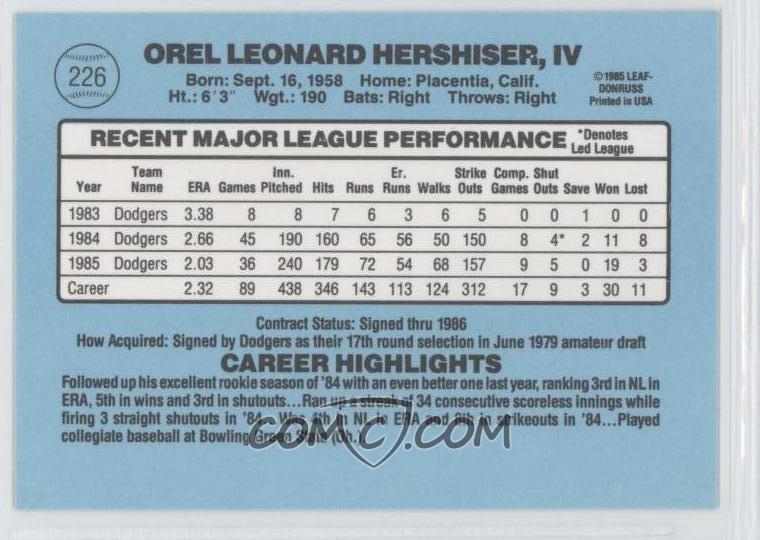 226
OREL LEONARD HERSHISER, IV
Born: Sept. 16, 1958 Home: Placentia, Calif.
Ht.: 6'3" Wgt.: 190 Bats: Right Throws: Right
©1985 LEAF-
DONRUSS
Printed in USA
RECENT MAJOR LEAGUE PERFORMANCE
*Denotes
Led League
Year Team Name ERA Games Inn. Pitched Hits Runs Er. Runs Walks Strike Outs Comp. Games Shut Outs Save Won Lost
1983 Dodgers 3.38 8 8 7 6 3 6 5 0 0 1 0 0
1984 Dodgers 2.66 45 190 160 65 56 50 150 8 4* 2 11 8
1985 Dodgers 2.03 36 240 179 72 54 68 157 9 5 0 19 3
Career 2.32 89 438 346 143 113 124 312 17 9 3 30 11
Contract Status: Signed thru 1986
How Acquired: Signed by Dodgers as their 17th round selection in June 1979 amateur draft
CAREER HIGHLIGHTS
Followed up his excellent rookie season of '84 with an even better one last year, ranking 3rd in NL in
ERA, 5th in wins and 3rd in shutouts...Ran up a streak of 34 consecutive scoreless innings while
firing 3 straight shutouts in '84...Was 4th in NL in ERA and 8th in strikeouts in '84...Played
collegiate baseball at Bowling Green State (Oh.).
COMC.COM